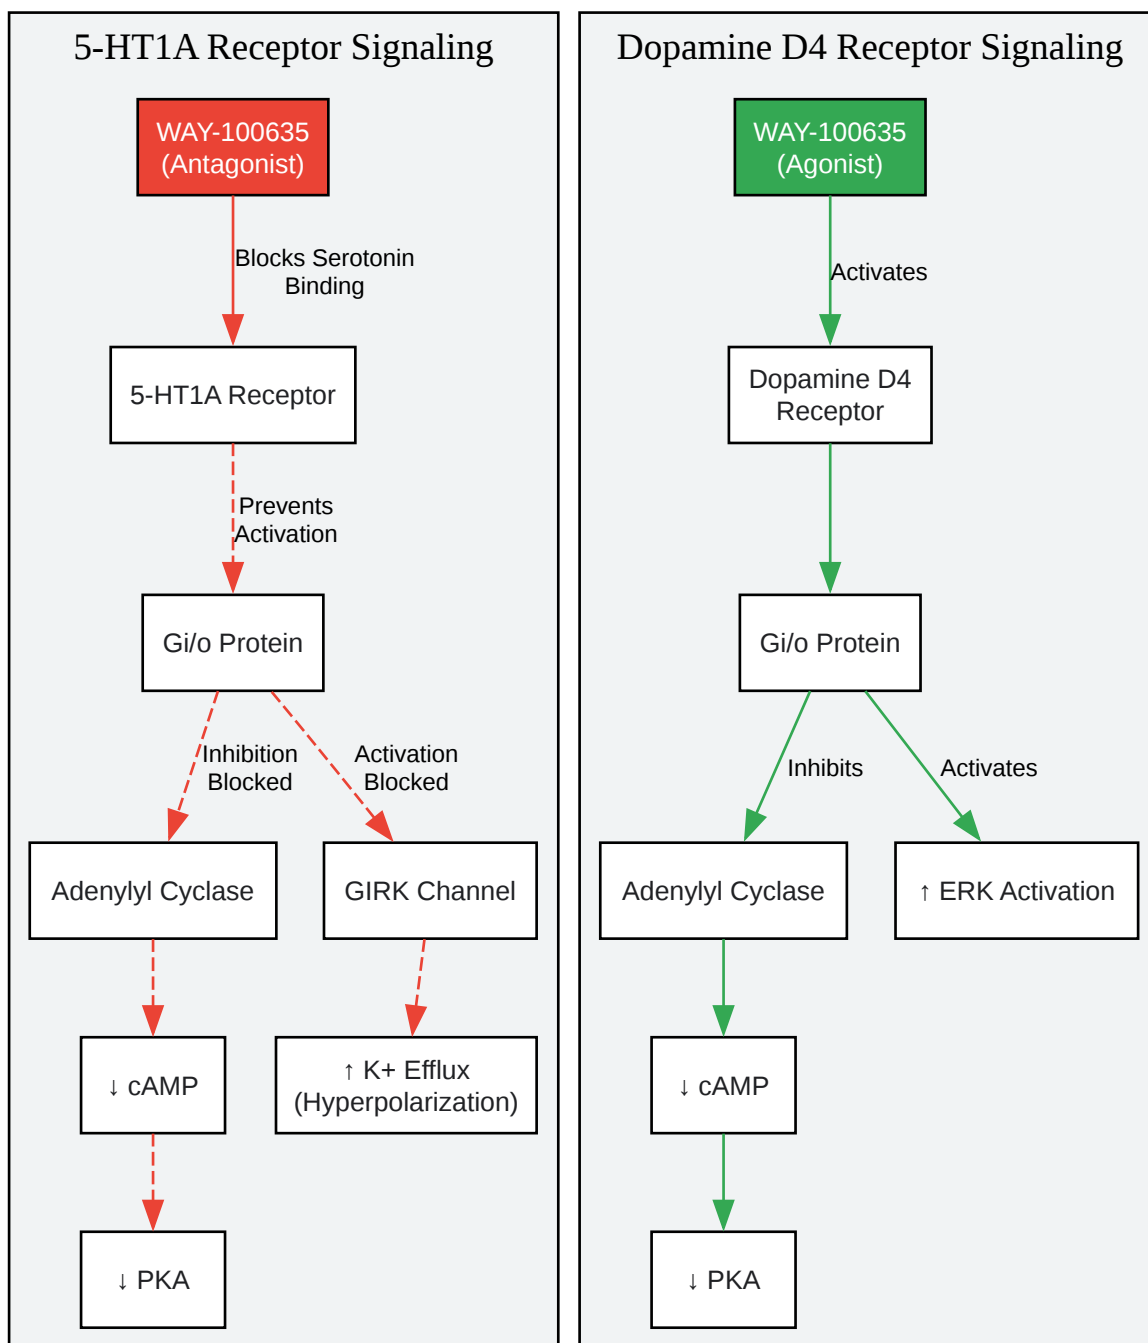 5-HT1A Receptor Signaling
WAY-100635
(Antagonist)
Blocks Serotonin
Binding
5-HT1A Receptor
Prevents
Activation
Gi/o Protein
Inhibition
Blocked
Activation
Blocked
Adenylyl Cyclase
GIRK Channel
↓ cAMP
↑ K+ Efflux
(Hyperpolarization)
↓ PKA
Dopamine D4 Receptor Signaling
WAY-100635
(Agonist)
Activates
Dopamine D4
Receptor
Gi/o Protein
Inhibits
Activates
Adenylyl Cyclase
↑ ERK Activation
↓ cAMP
↓ PKA